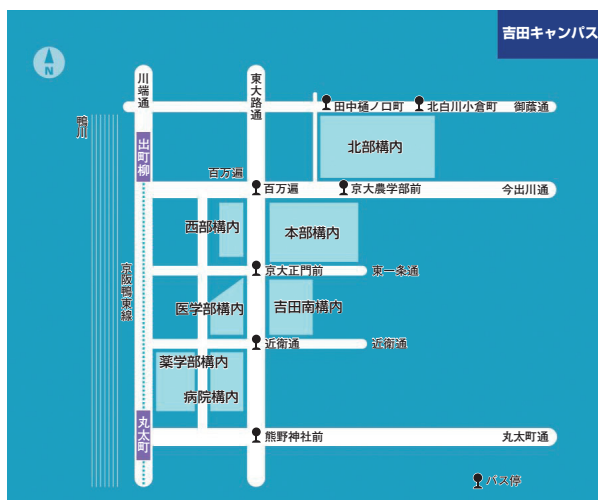 吉田キャンパス
N
川端通
東大路通
田中樋ノ口町
北白川小倉町
御蔭通
鴨川
出町柳
北部構内
百万遍
百万遍
京大農学部前
今出川通
西部構内
本部構内
京阪鴨東線
京大正門前
東一条通
医学部構内
吉田南構内
近衛通
近衛通
薬学部構内
病院構内
丸太町
熊野神社前
丸太町通
バス停